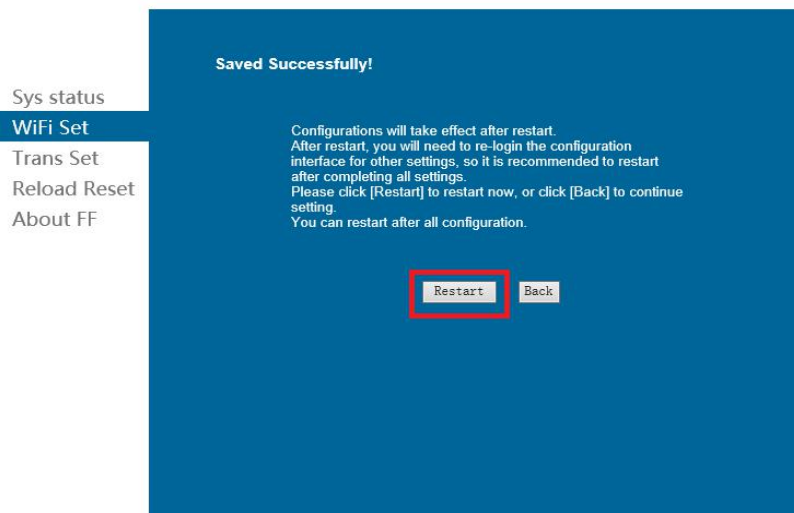 Saved Successfully!
Sys status
WiFi Set
Trans Set
Reload Reset
About FF
Configurations will take effect after restart.
After restart, you will need to re-login the configuration
interface for other settings, so it is recommended to restart
after completing all settings.
Please click [Restart] to restart now, or click [Back] to continue
setting.
You can restart after all configuration.
Restart
Back